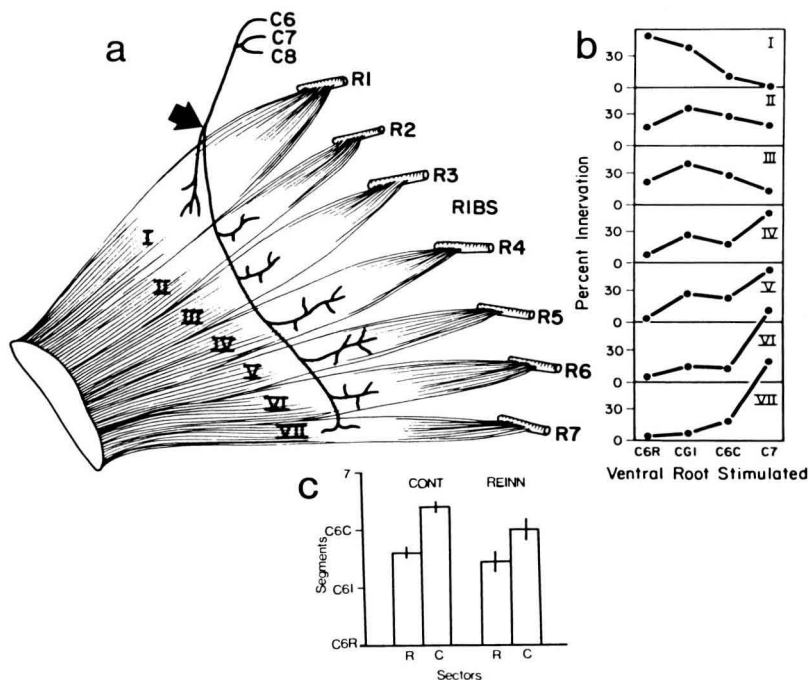 a
C6
C7
C8
R1
R2
R3
RIBS
R4
R5
R6
R7
I
II
III
IV
V
VI
VII
b
Percent Innervation
30
0
I
30
0
II
30
0
III
30
0
IV
30
0
V
30
0
VI
30
0
VII
C6R CGI C6C C7
Ventral Root Stimulated
c
Segments
7
C6C
C6I
C6R
CONT REINN
R C R C
Sectors